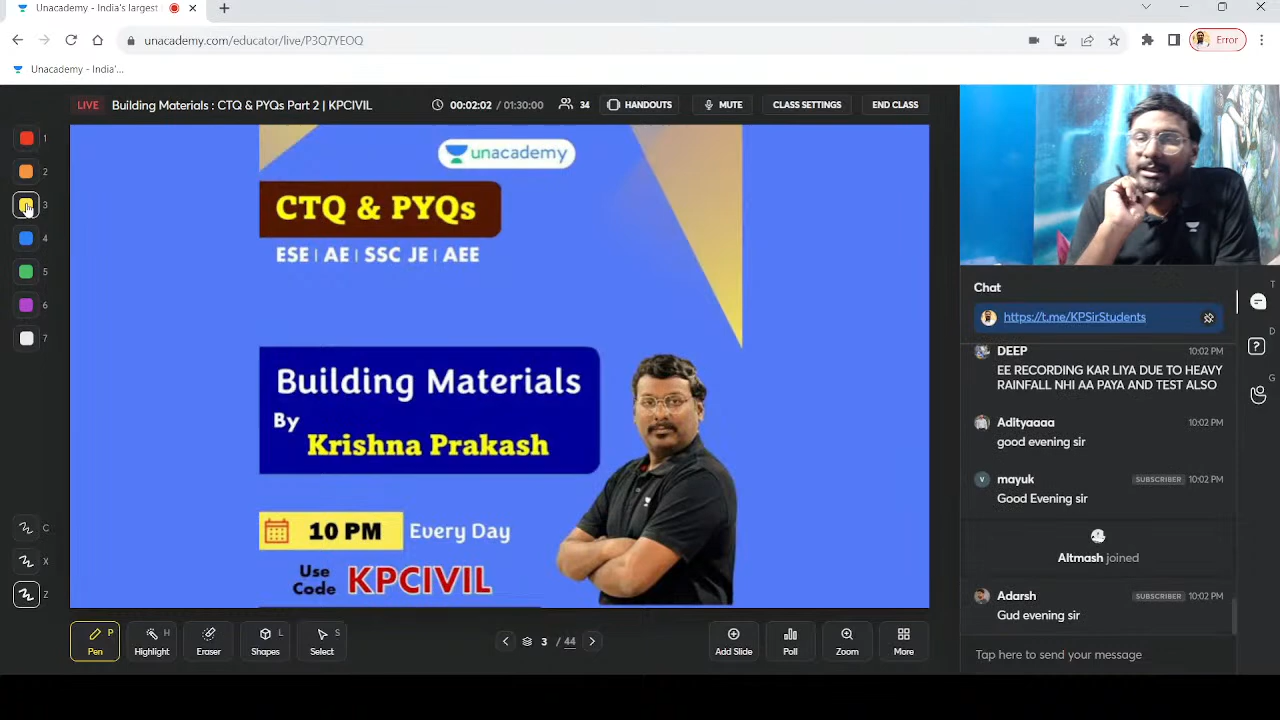 Unacademy - India's largest
unacademy.com/educator/live/P3Q7YEOQ
Error
Unacademy - India'...
LIVE
Building Materials : CTQ & PYQs Part 2 | KPCIVIL
00:02:02 / 01:30:00
34
HANDOUTS
MUTE
CLASS SETTINGS
END CLASS
1
2
3
4
5
6
7
C
X
Z
unacademy
CTQ & PYQs
ESE | AE | SSC JE | AEE
Building Materials
By
Krishna Prakash
10 PM Every Day
Use
Code KPCIVIL
Pen P
Highlight H
Eraser
Shapes L
Select S
3 / 44
Add Slide
Poll
Zoom
More
Chat
https://t.me/KPSirStudents
DEEP 10:02 PM
EE RECORDING KAR LIYA DUE TO HEAVY
RAINFALL NHI AA PAYA AND TEST ALSO
Adityaaaa 10:02 PM
good evening sir
V mayuk SUBSCRIBER 10:02 PM
Good Evening sir
Altmash joined
Adarsh SUBSCRIBER 10:02 PM
Gud evening sir
Tap here to send your message
T
D
G